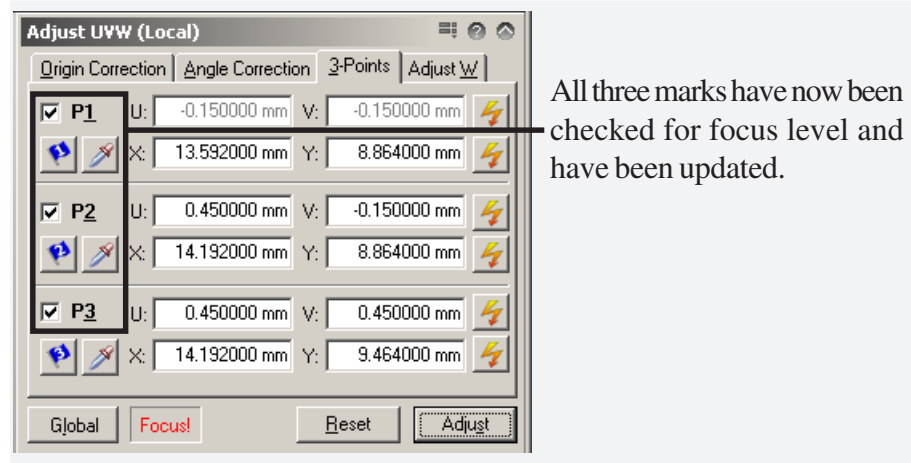 Adjust UVW (Local)
Origin Correction Angle Correction 3-Points Adjust W
P1 U: -0.150000 mm V: -0.150000 mm
1 X: 13.592000 mm Y: 8.864000 mm
P2 U: 0.450000 mm V: -0.150000 mm
2 X: 14.192000 mm Y: 8.864000 mm
P3 U: 0.450000 mm V: 0.450000 mm
3 X: 14.192000 mm Y: 9.464000 mm
Global Focus! Reset Adjust
All three marks have now been
checked for focus level and
have been updated.